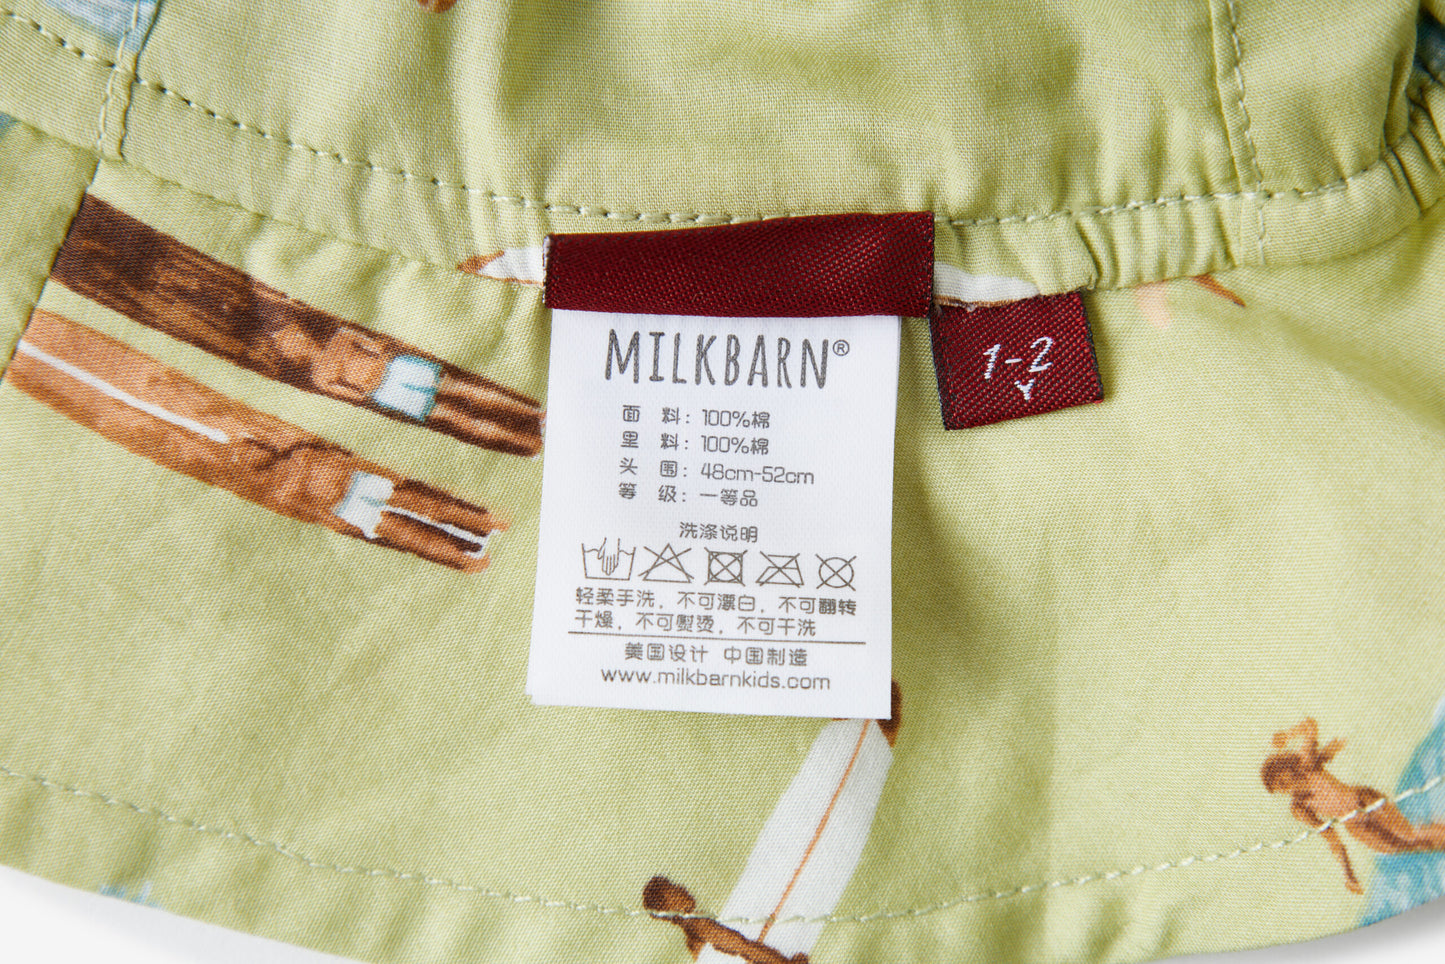 MILKBARN®
面 料：100%棉
里 料：100%棉
头 围：48cm-52cm
等 级：一等品
洗涤说明
轻柔手洗，不可漂白，不可翻转
干燥，不可熨烫，不可干洗
美国设计 中国制造
www.milkbarnkids.com
1-2
Y